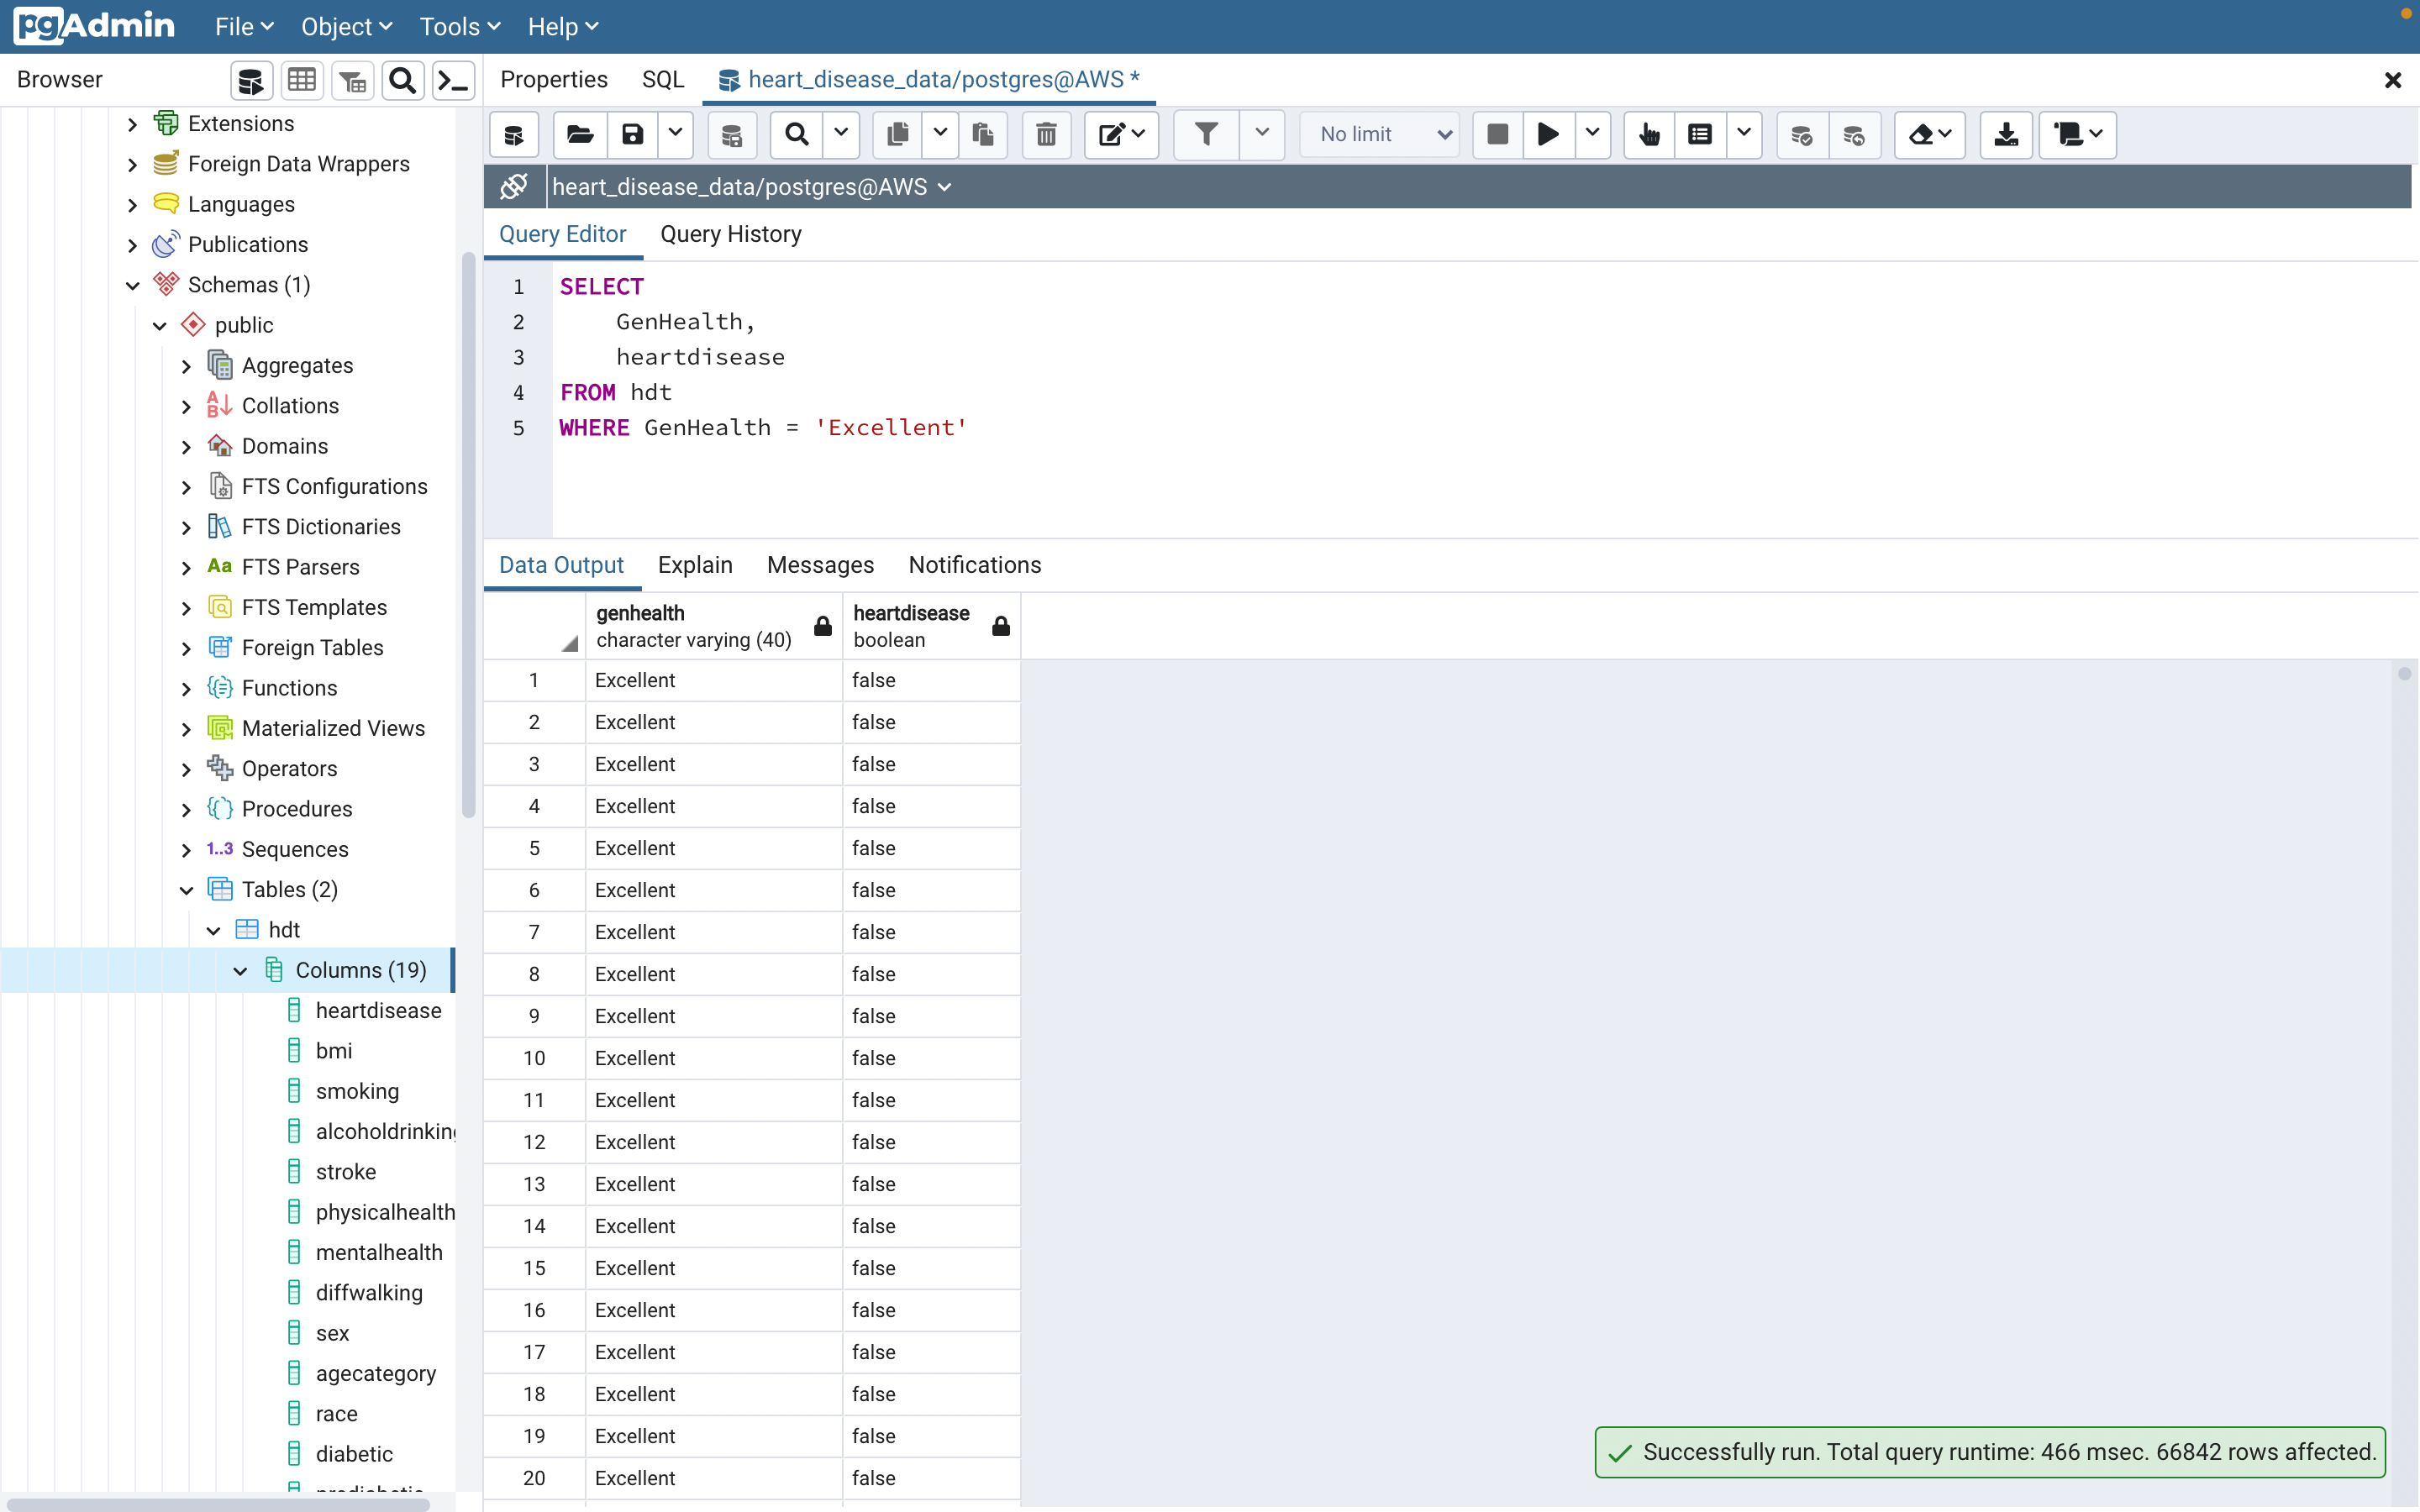 pgAdmin File Object Tools Help
Browser
Properties SQL heart_disease_data/postgres@AWS *
Extensions
Foreign Data Wrappers
Languages
Publications
Schemas (1)
public
Aggregates
Collations
Domains
FTS Configurations
FTS Dictionaries
Aa FTS Parsers
FTS Templates
Foreign Tables
Functions
Materialized Views
Operators
Procedures
1..3 Sequences
Tables (2)
hdt
Columns (19)
heartdisease
bmi
smoking
alcoholdrinking
stroke
physicalhealth
mentalhealth
diffwalking
sex
agecategory
race
diabetic
No limit
heart_disease_data/postgres@AWS
Query Editor Query History
1 SELECT
2 GenHealth,
3 heartdisease
4 FROM hdt
5 WHERE GenHealth = 'Excellent'
Data Output Explain Messages Notifications
genhealth heartdisease
character varying (40) boolean
1 Excellent false
2 Excellent false
3 Excellent false
4 Excellent false
5 Excellent false
6 Excellent false
7 Excellent false
8 Excellent false
9 Excellent false
10 Excellent false
11 Excellent false
12 Excellent false
13 Excellent false
14 Excellent false
15 Excellent false
16 Excellent false
17 Excellent false
18 Excellent false
19 Excellent false
20 Excellent false
Successfully run. Total query runtime: 466 msec. 66842 rows affected.